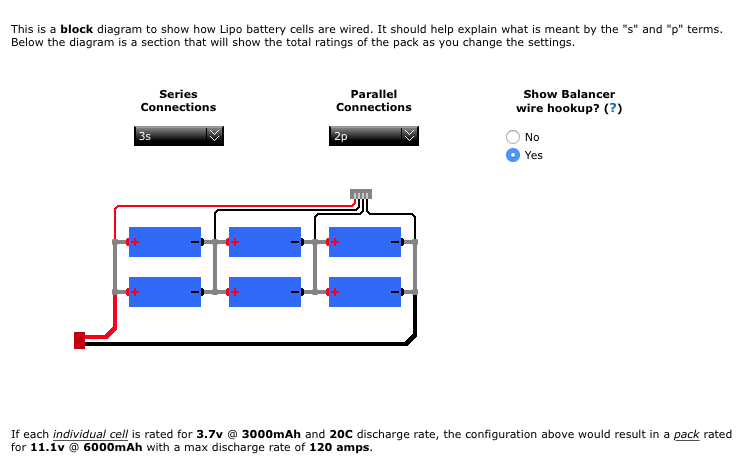 This is a block diagram to show how Lipo battery cells are wired. It should help explain what is meant by the "s" and "p" terms.
Below the diagram is a section that will show the total ratings of the pack as you change the settings.
Series
Connections
Parallel
Connections
Show Balancer
wire hookup? (?)
3s
2p
No
Yes
+ − + − + −
+ − + − + −
If each individual cell is rated for 3.7v @ 3000mAh and 20C discharge rate, the configuration above would result in a pack rated
for 11.1v @ 6000mAh with a max discharge rate of 120 amps.